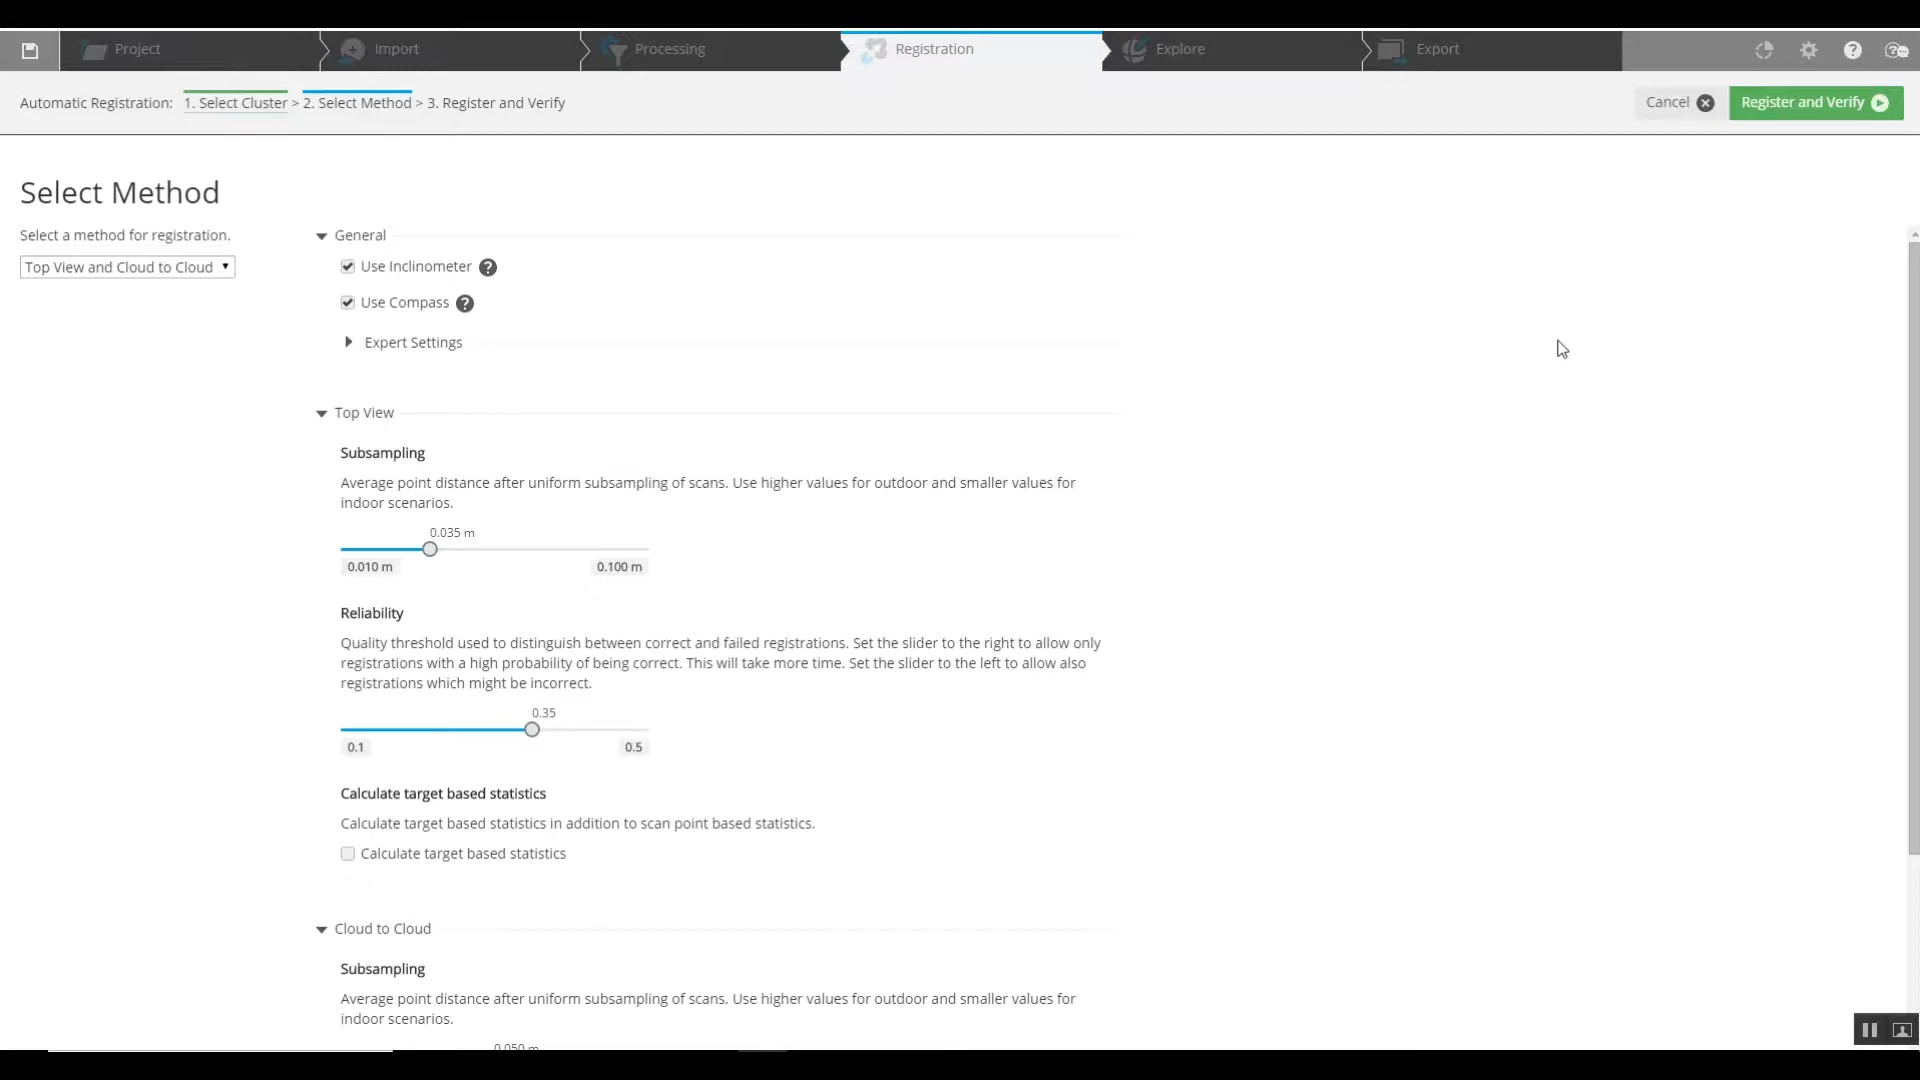 Project
Import
Processing
Registration
Explore
Export
Automatic Registration: 1. Select Cluster > 2. Select Method > 3. Register and Verify
Cancel
Register and Verify
Select Method
Select a method for registration.
Top View and Cloud to Cloud
General
Use Inclinometer ?
Use Compass ?
Expert Settings
Top View
Subsampling
Average point distance after uniform subsampling of scans. Use higher values for outdoor and smaller values for
indoor scenarios.
0.035 m
0.010 m 0.100 m
Reliability
Quality threshold used to distinguish between correct and failed registrations. Set the slider to the right to allow only
registrations with a high probability of being correct. This will take more time. Set the slider to the left to allow also
registrations which might be incorrect.
0.35
0.1 0.5
Calculate target based statistics
Calculate target based statistics in addition to scan point based statistics.
Calculate target based statistics
Cloud to Cloud
Subsampling
Average point distance after uniform subsampling of scans. Use higher values for outdoor and smaller values for
indoor scenarios.
0.050 m